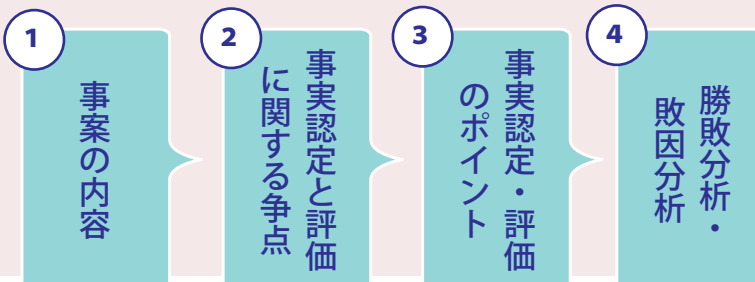 1
事案の内容
2
事実認定と評価
に関する争点
3
事実認定・評価
のポイント
4
勝敗分析・
敗因分析